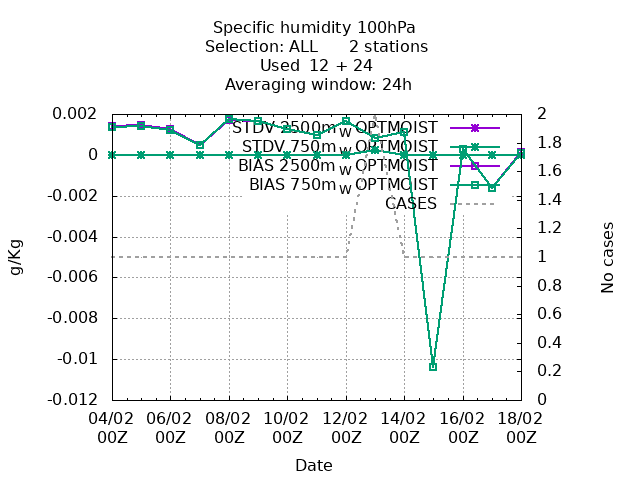 Specific humidity 100hPa
Selection: ALL 2 stations
Used 12 + 24
Averaging window: 24h
0.002
0
-0.002
-0.004
-0.006
-0.008
-0.01
-0.012
g/Kg
STDV 2500m_W OPTMOIST
STDV 750m_W OPTMOIST
BIAS 2500m_W OPTMOIST
BIAS 750m_W OPTMOIST
CASES
2
1.8
1.6
1.4
1.2
1
0.8
0.6
0.4
0.2
0
No cases
04/02 06/02 08/02 10/02 12/02 14/02 16/02 18/02
00Z 00Z 00Z 00Z 00Z 00Z 00Z 00Z
Date